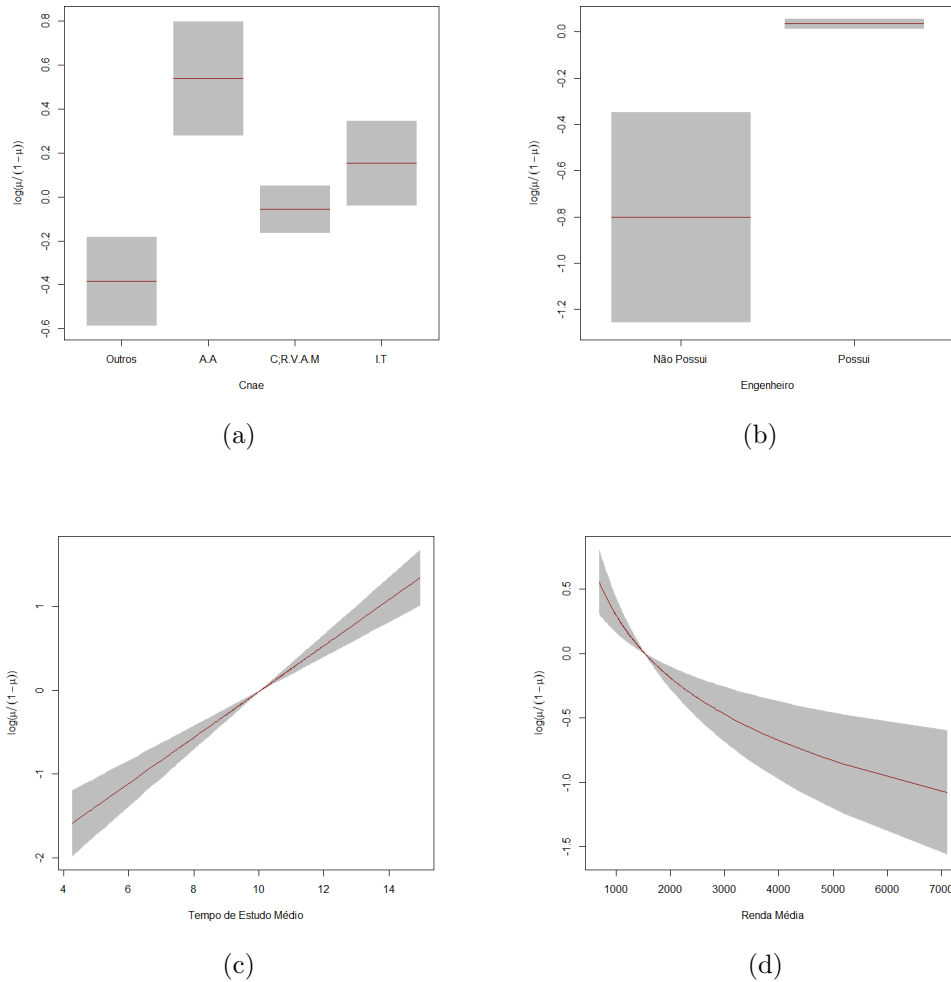 log(μ/ (1 − μ))
0.8
0.6
0.4
0.2
0.0
-0.2
-0.4
-0.6
Outros A.A C;R.V.A.M I.T
Cnae
(a)
log(μ/ (1 − μ))
0.0
-0.2
-0.4
-0.6
-0.8
-1.0
-1.2
Não Possui Possui
Engenheiro
(b)
log(μ/ (1 − μ))
1
0
-1
-2
4 6 8 10 12 14
Tempo de Estudo Médio
(c)
log(μ/ (1 − μ))
0.5
0.0
-0.5
-1.0
-1.5
1000 2000 3000 4000 5000 6000 7000
Renda Média
(d)